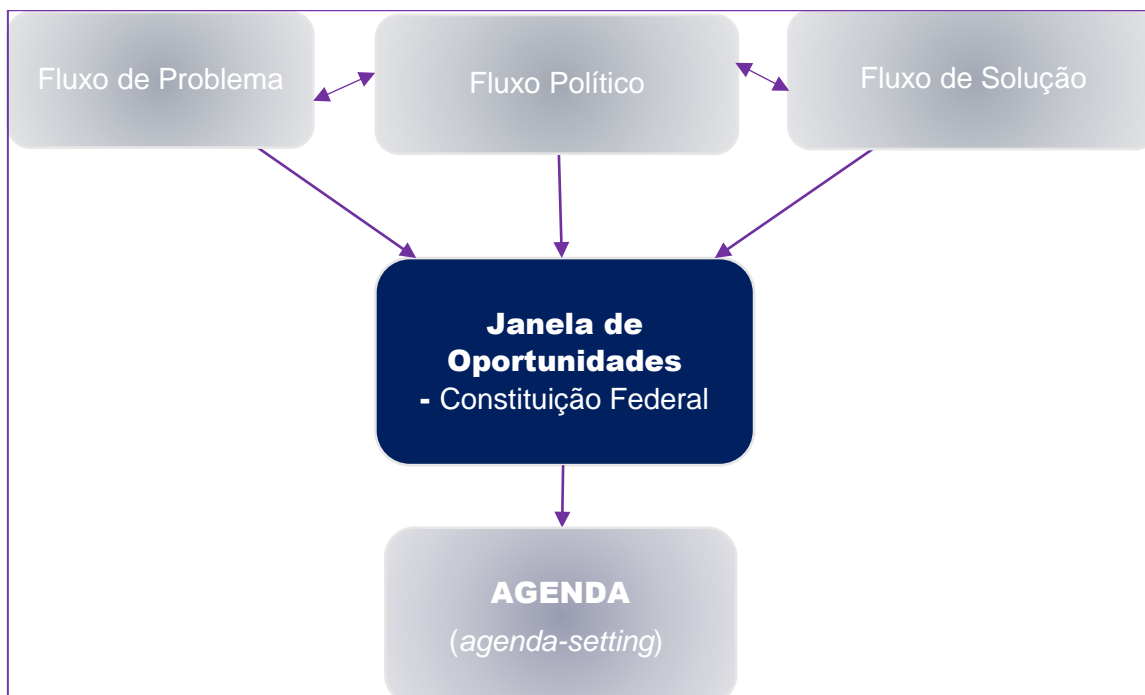 Fluxo de Problema
Fluxo Político
Fluxo de Solução
Janela de
Oportunidades
- Constituição Federal
AGENDA
(agenda-setting)